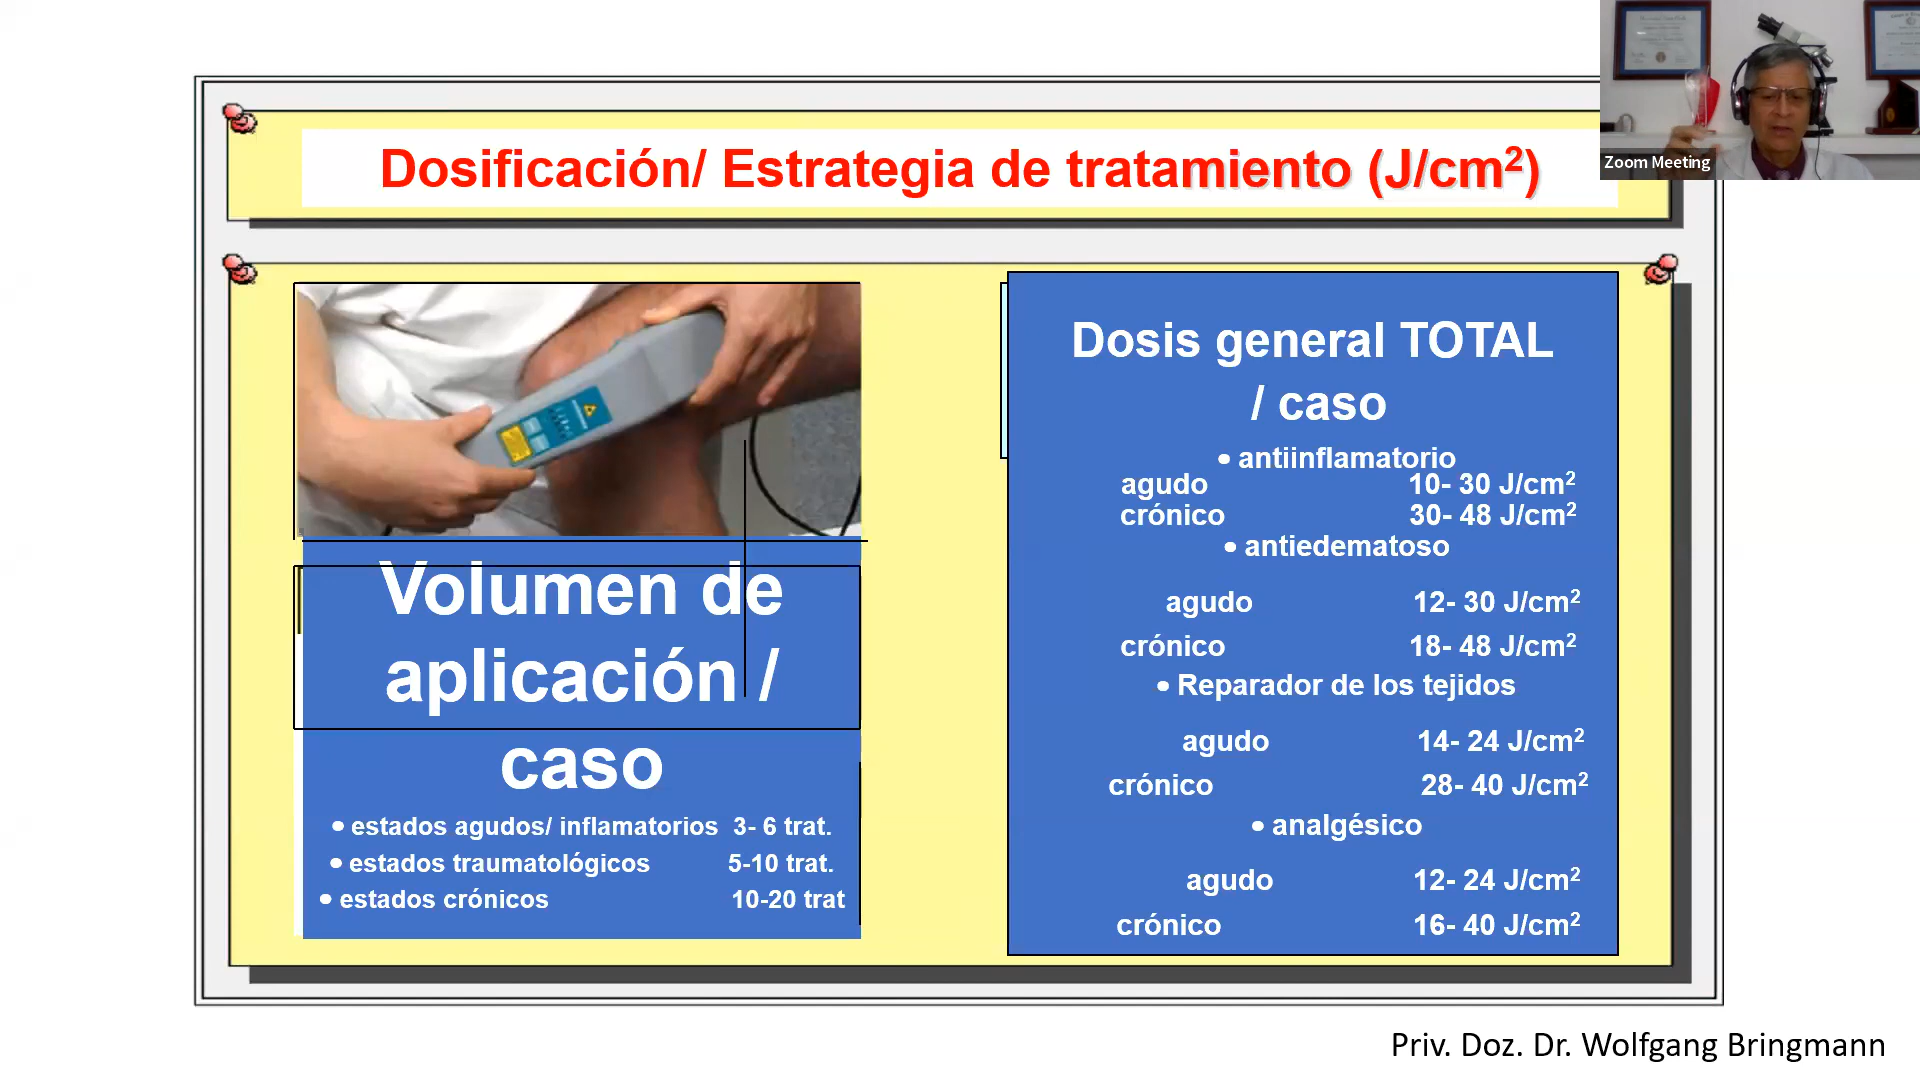 Dosificación/ Estrategia de tratamiento (J/cm²)
Zoom Meeting
Volumen de
aplicación /
caso
• estados agudos/ inflamatorios 3- 6 trat.
• estados traumatológicos 5-10 trat.
• estados crónicos 10-20 trat
Dosis general TOTAL
/ caso
• antiinflamatorio
agudo 10- 30 J/cm²
crónico 30- 48 J/cm²
• antiedematoso
agudo 12- 30 J/cm²
crónico 18- 48 J/cm²
• Reparador de los tejidos
agudo 14- 24 J/cm²
crónico 28- 40 J/cm²
• analgésico
agudo 12- 24 J/cm²
crónico 16- 40 J/cm²
Priv. Doz. Dr. Wolfgang Bringmann